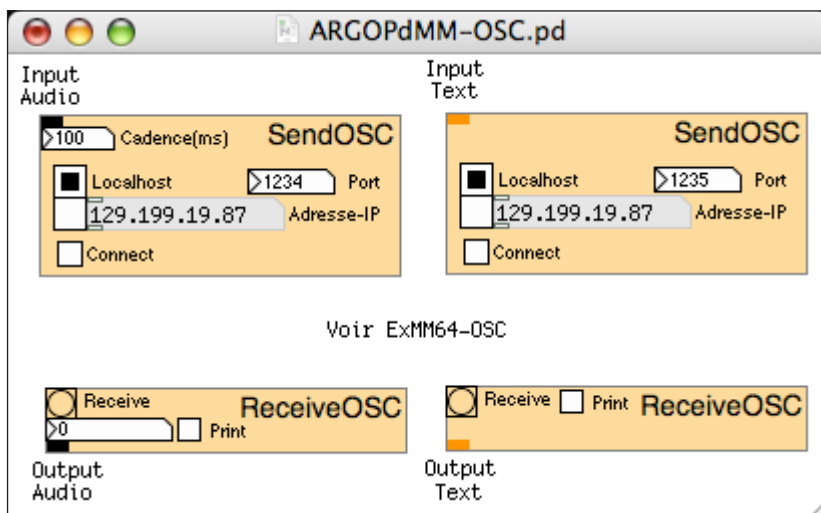 ARGOPdMM-OSC.pd
Input
Audio
100 Cadence(ms) SendOSC
Localhost 1234 Port
129.199.19.87 Adresse-IP
Connect
Input
Text
SendOSC
Localhost 1235 Port
129.199.19.87 Adresse-IP
Connect
Voir ExMM64-OSC
Receive ReceiveOSC
0 Print
Output
Audio
Receive Print ReceiveOSC
Output
Text